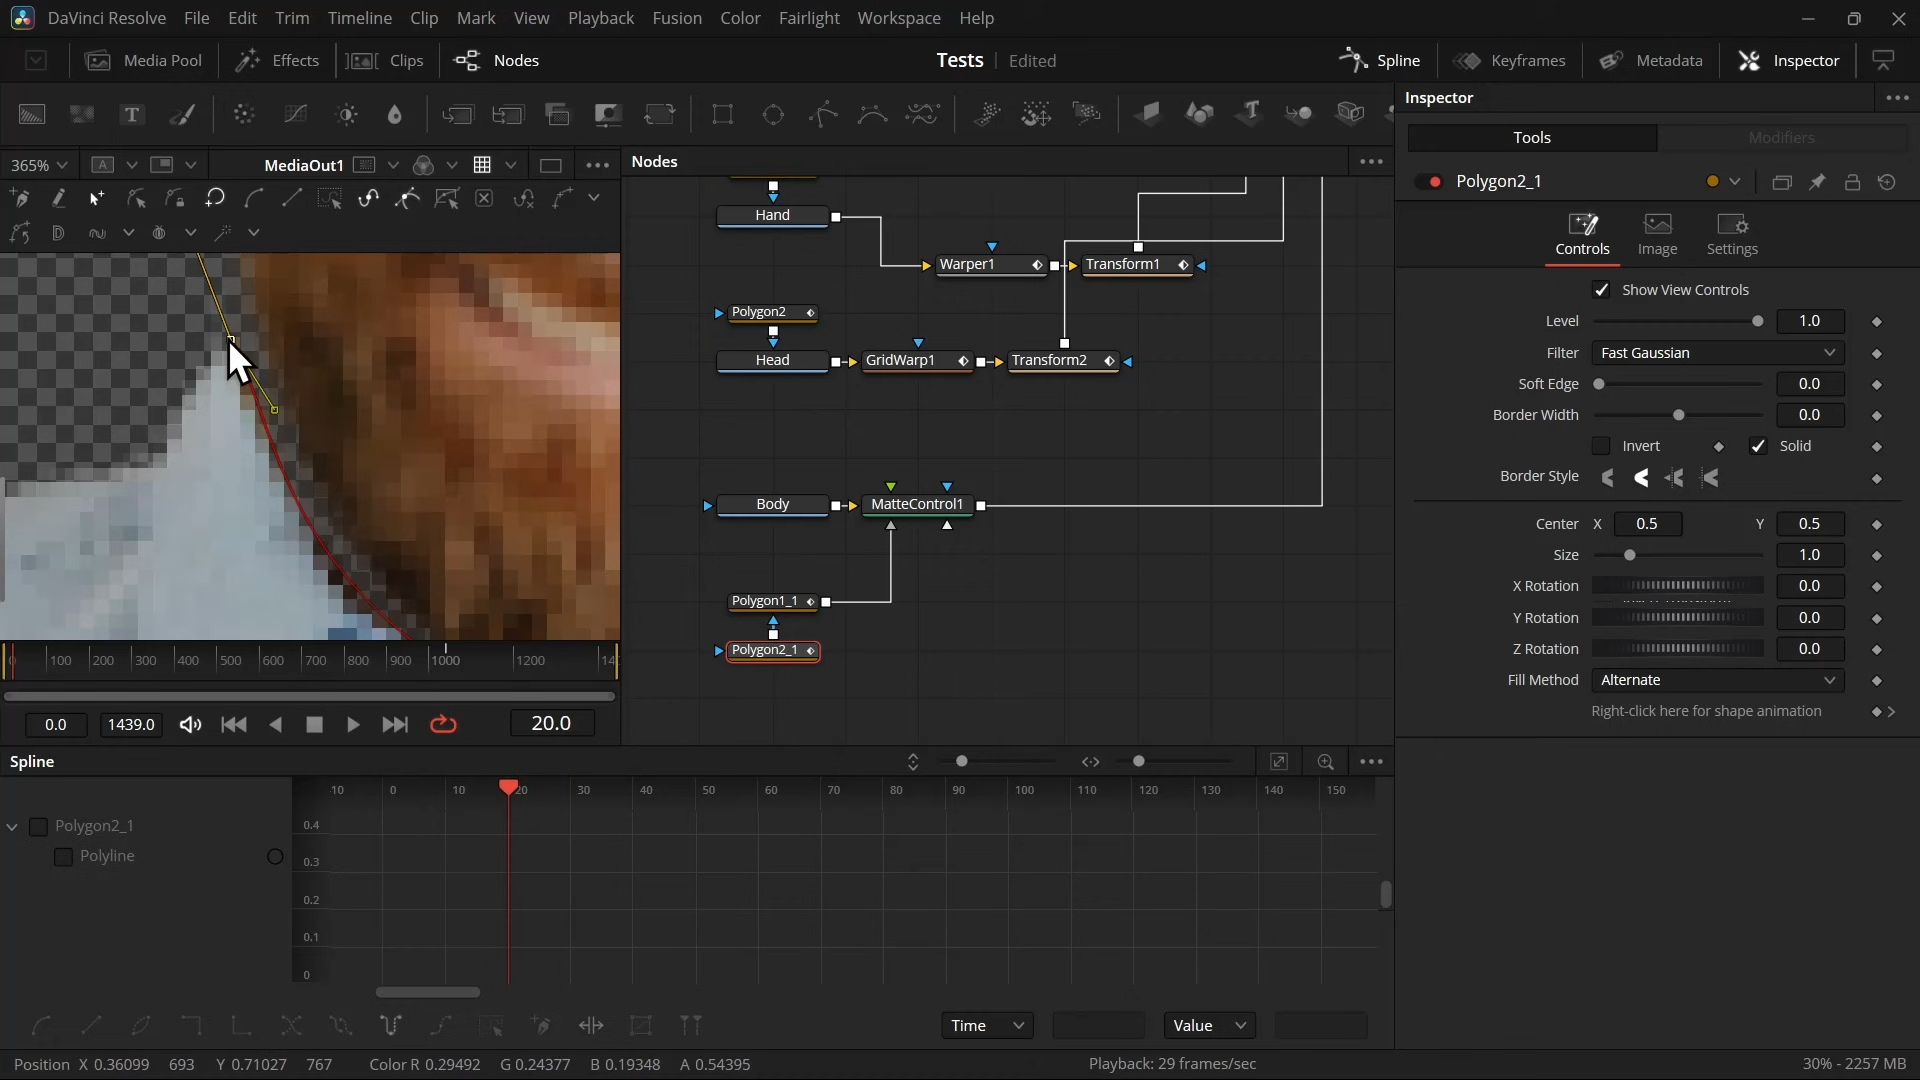 DaVinci Resolve File Edit Trim Timeline Clip Mark View Playback Fusion Color Fairlight Workspace Help
Media Pool Effects Clips Nodes Tests Edited Spline Keyframes Metadata Inspector
Inspector
Tools Modifiers
365% A MediaOut1 Nodes
Polygon2_1
Controls Image Settings
Hand
Warper1 Transform1
Polygon2
Head GridWarp1 Transform2
Body MatteControl1
Polygon1_1
Polygon2_1
Show View Controls
Level 1.0
Filter Fast Gaussian
Soft Edge 0.0
Border Width 0.0
Invert Solid
Border Style
Center X 0.5 Y 0.5
Size 1.0
X Rotation 0.0
Y Rotation 0.0
Z Rotation 0.0
Fill Method Alternate
Right-click here for shape animation
0 100 200 300 400 500 600 700 800 900 1000 1200 14
0.0 1439.0 20.0
Spline
-10 0 10 20 30 40 50 60 70 80 90 100 110 120 130 140 150
Polygon2_1
Polyline
0.4
0.3
0.2
0.1
0
Time Value
Position X 0.36099 693 Y 0.71027 767 Color R 0.29492 G 0.24377 B 0.19348 A 0.54395 Playback: 29 frames/sec 30% - 2257 MB